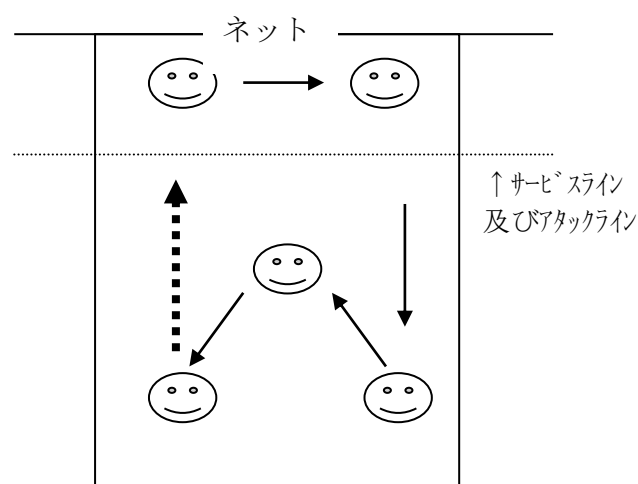 ネット
↑サービスライン
及びアタックライン